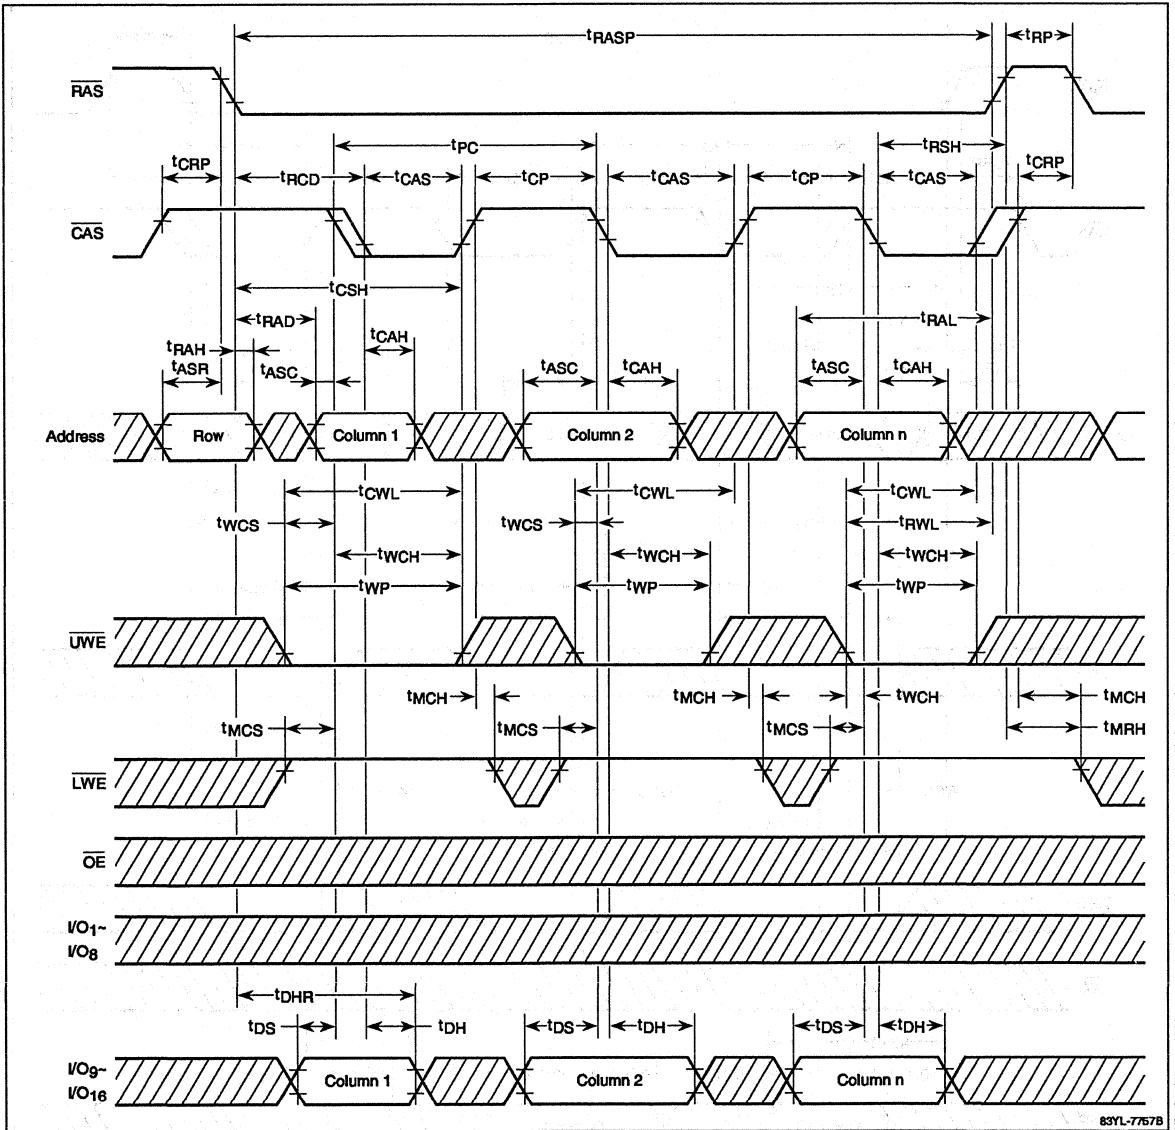 tRASP tRP
RAS
tPC tRSH
tCRP tRCD tCAS tCP tCAS tCP tCAS tCRP
CAS
tCSH
tRAD tRAL
tRAH tCAH
tASR tASC tASC tCAH tASC tCAH
Address Row Column 1 Column 2 Column n
tCWL tCWL tCWL
tWCS tWCS tRWL
tWCH tWCH tWCH
tWP tWP tWP
UWE
tMCH tMCH tWCH tMCH
tMCS tMCS tMCS tMRH
LWE
OE
I/O1~
I/O8
tDHR
tDS tDH tDS tDH tDS tDH
I/O9~ Column 1 Column 2 Column n
I/O16
83YL-7757B